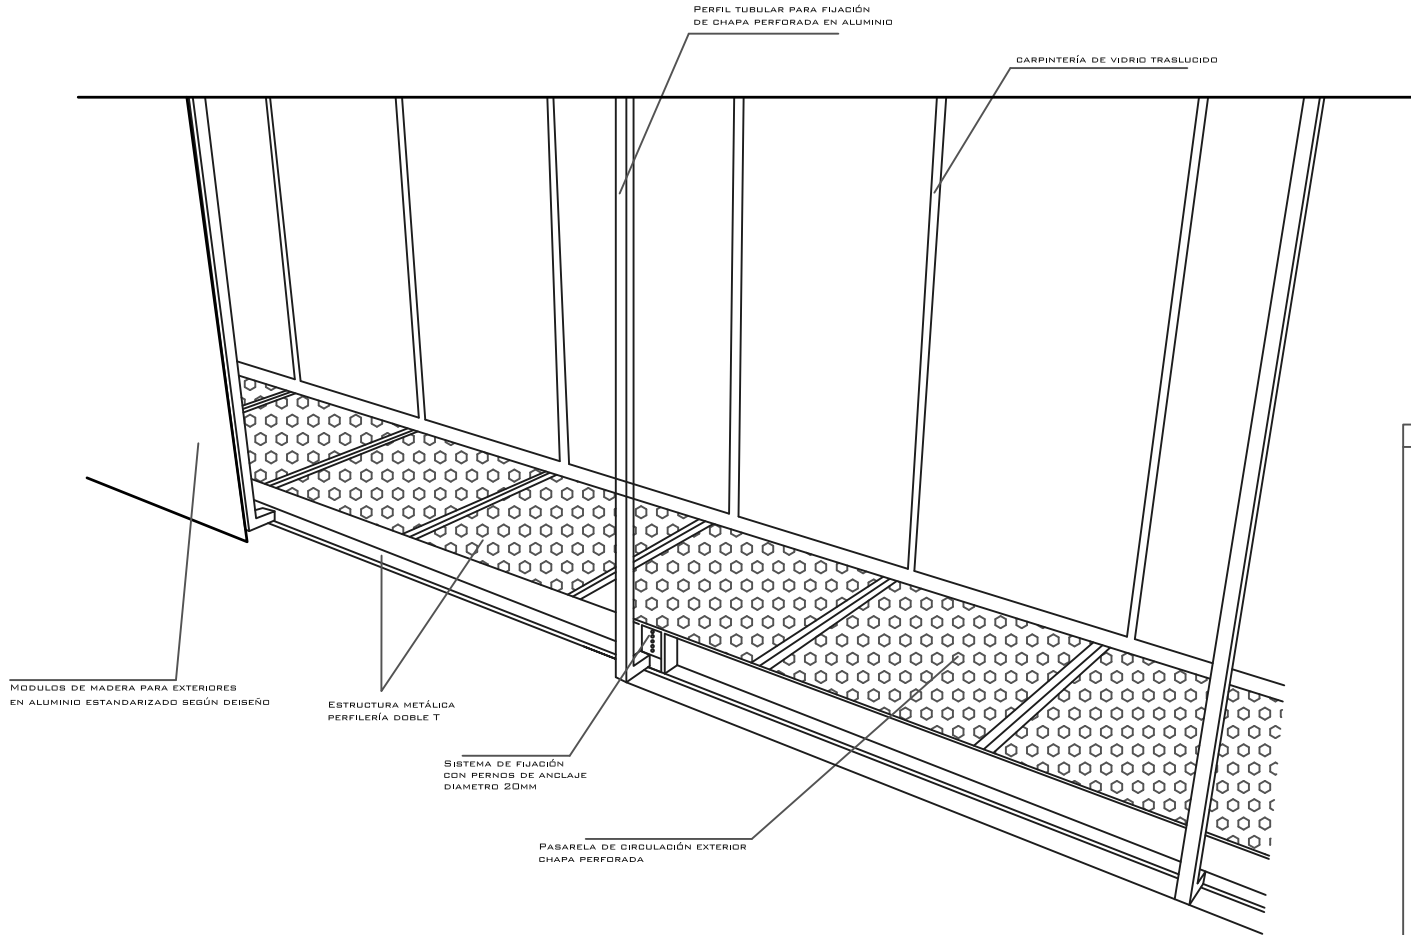 Perfil tubular para fijación
de chapa perforada en aluminio
carpintería de vidrio traslucido
Modulos de madera para exteriores
en aluminio estandarizado según deiseño
Estructura metálica
perfilería doble T
Sistema de fijación
con pernos de anclaje
diametro 20mm
Pasarela de circulación exterior
chapa perforada